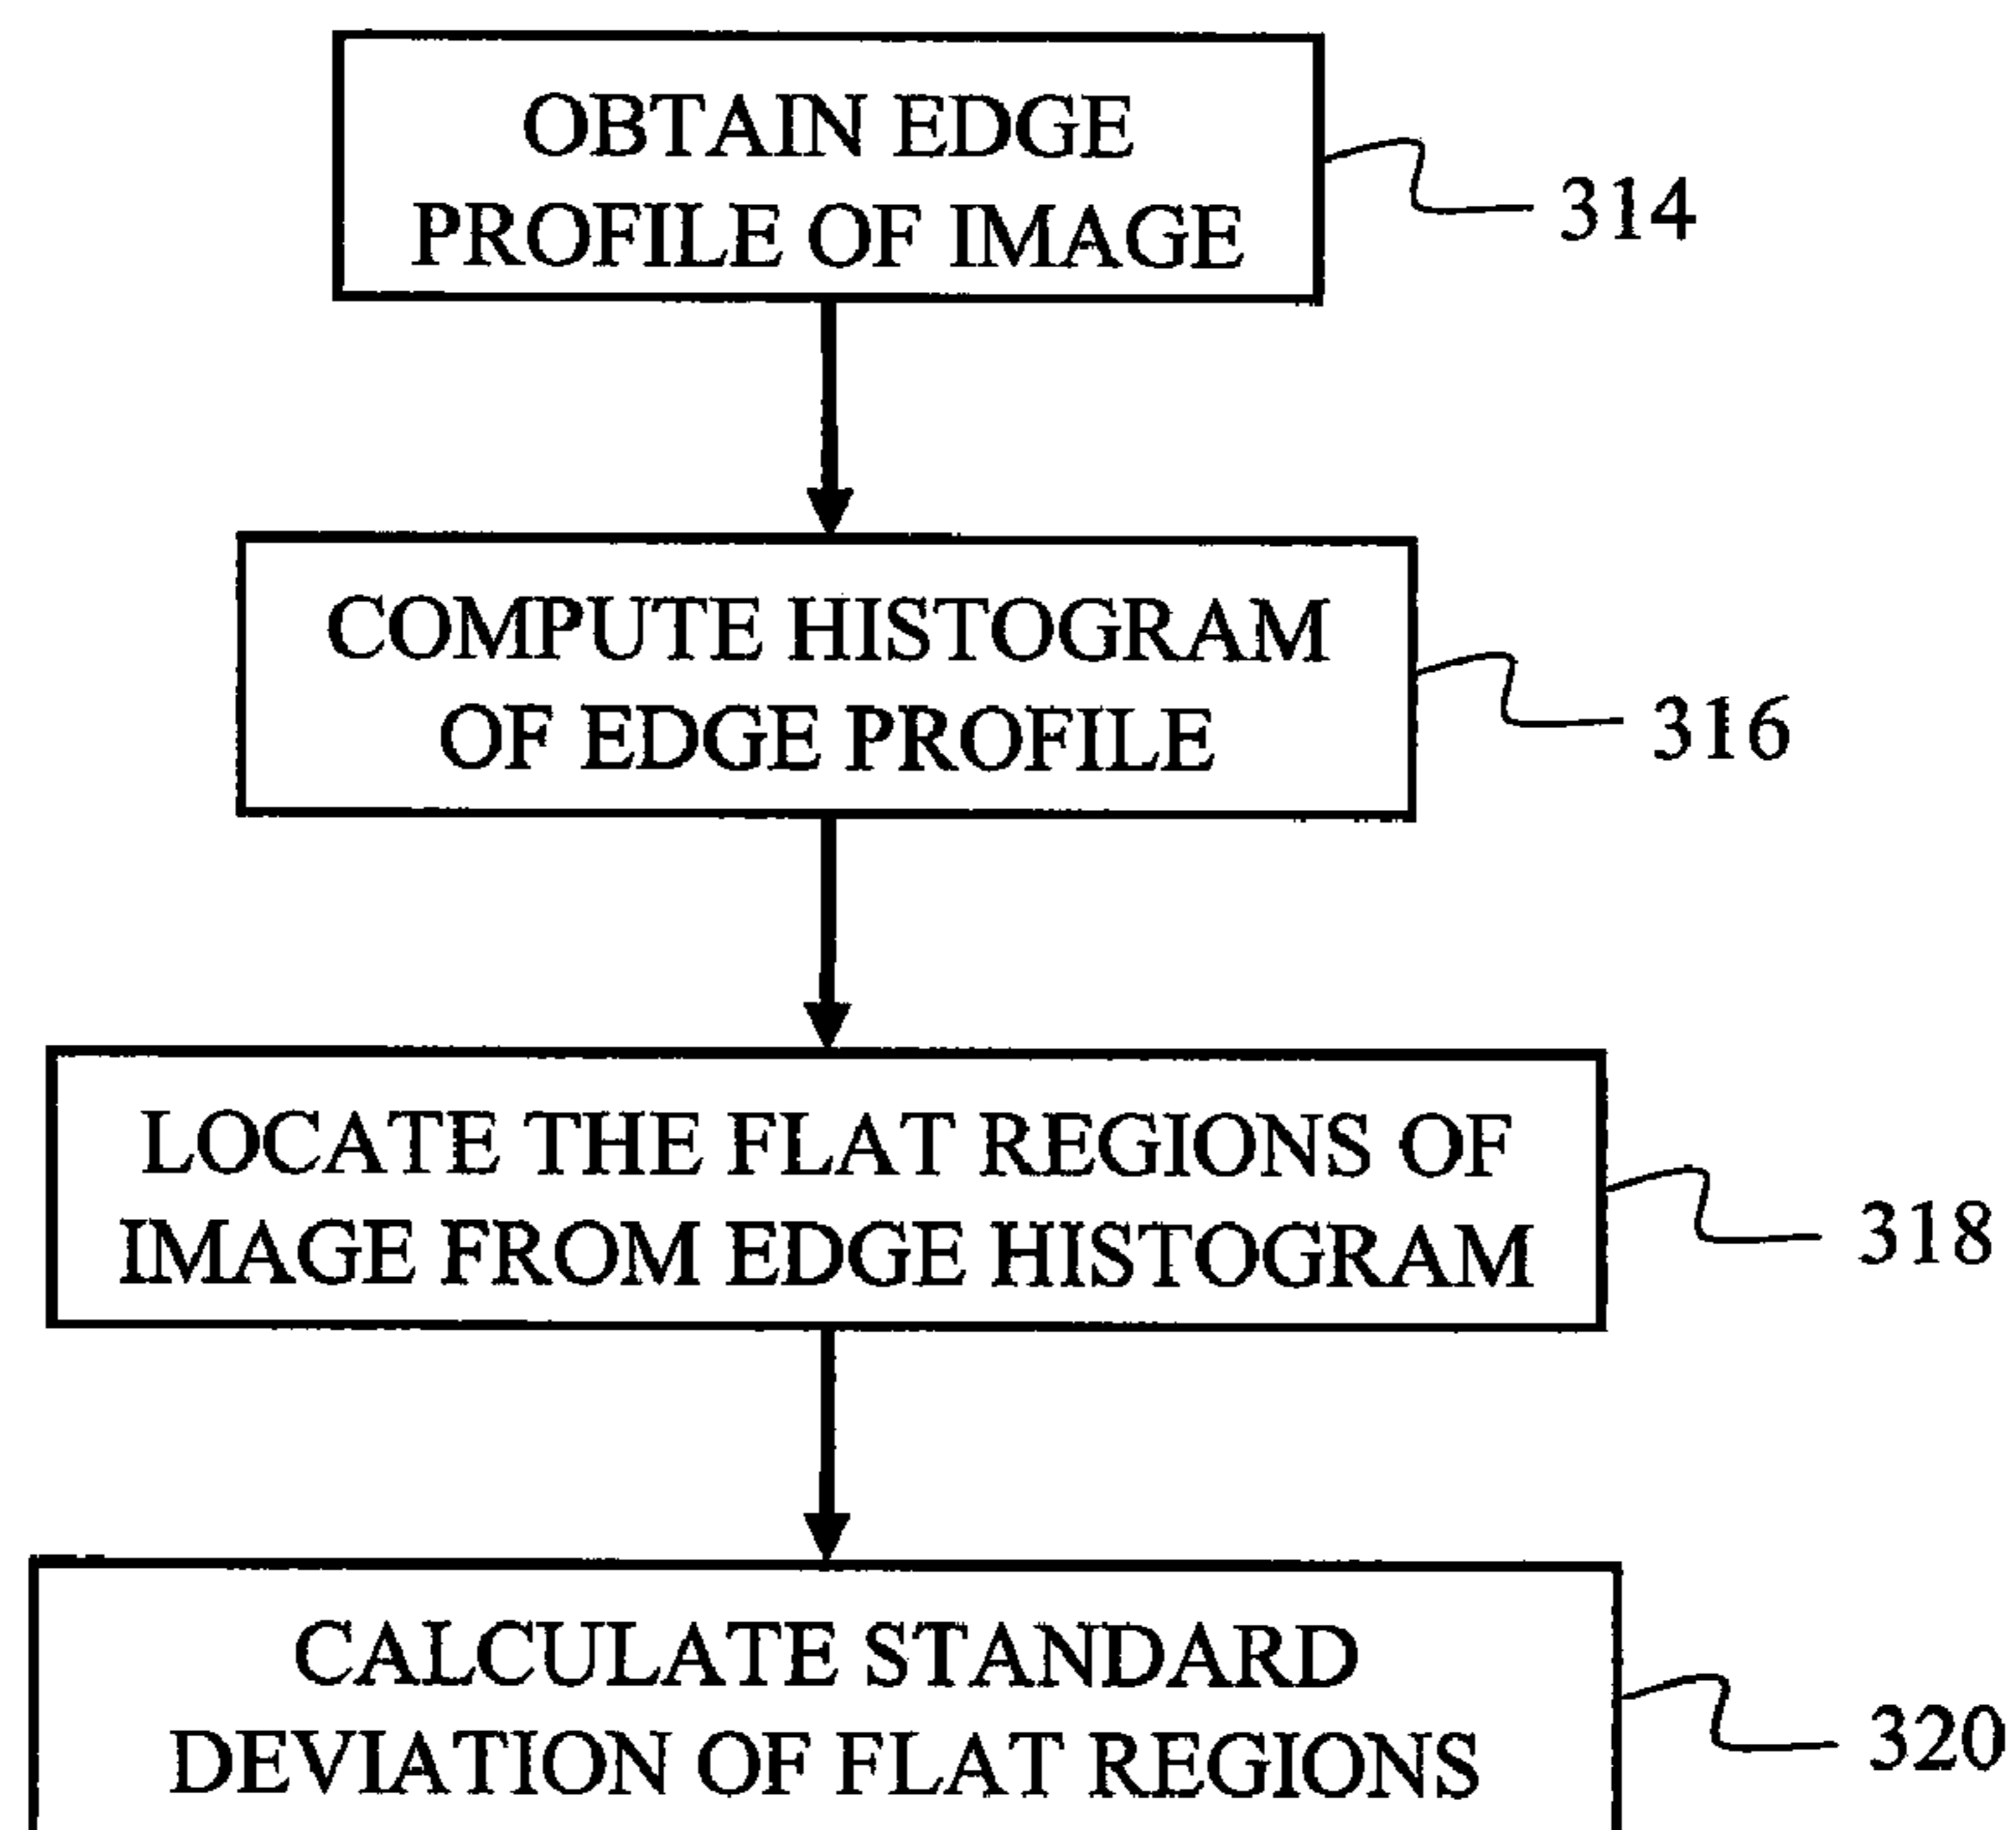 OBTAIN EDGE
PROFILE OF IMAGE
314
COMPUTE HISTOGRAM
OF EDGE PROFILE
316
LOCATE THE FLAT REGIONS OF
IMAGE FROM EDGE HISTOGRAM
318
CALCULATE STANDARD
DEVIATION OF FLAT REGIONS
320